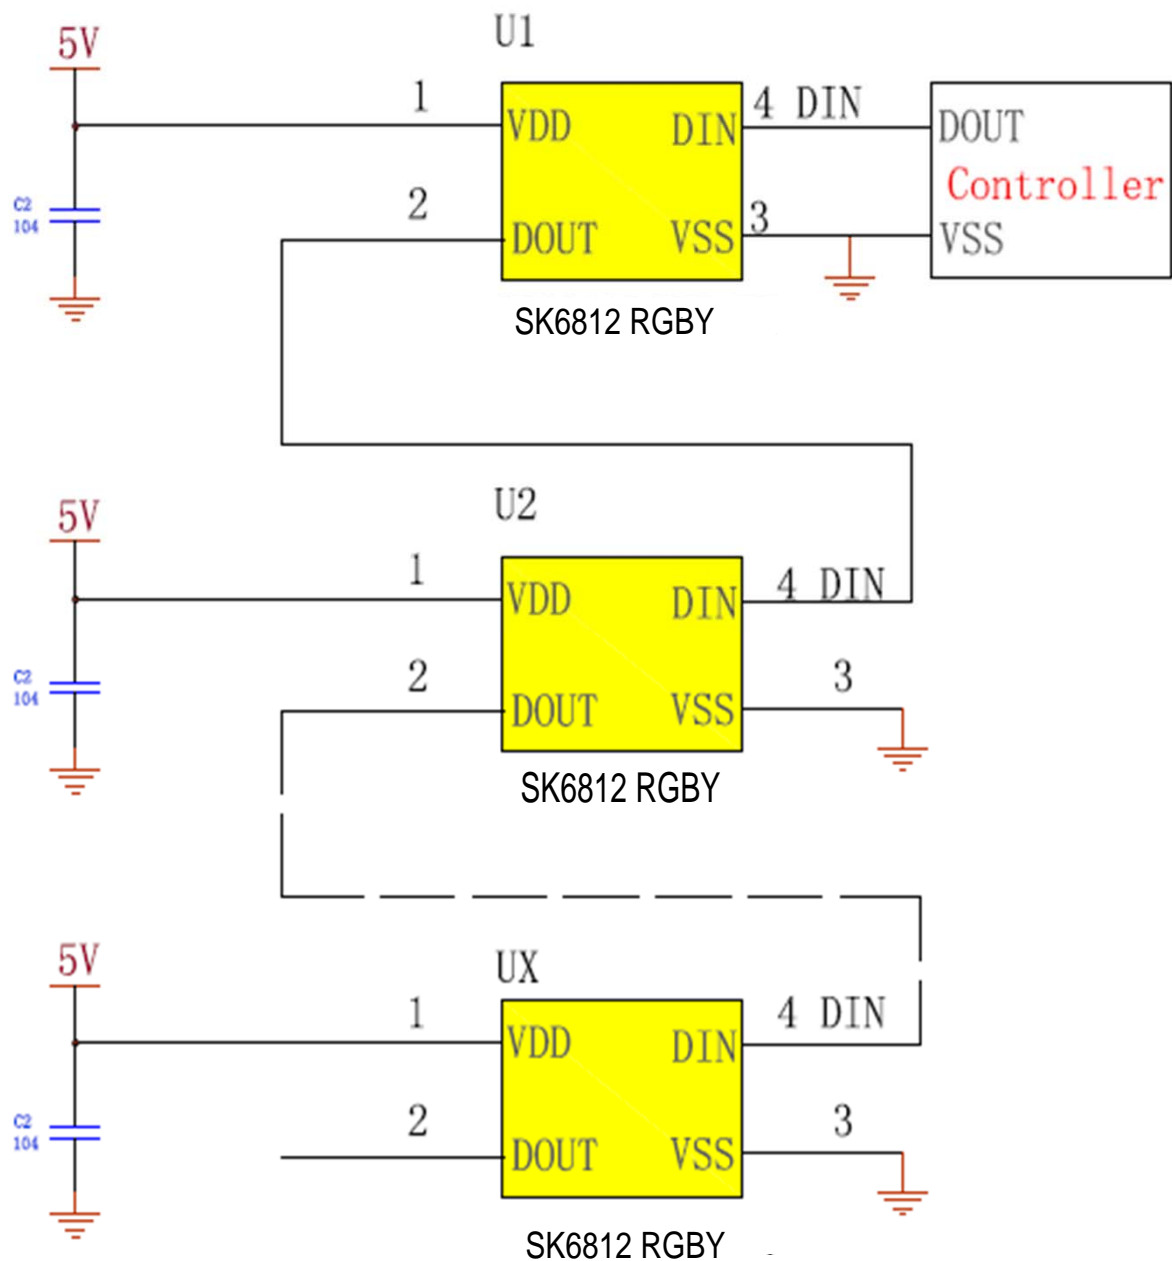 U1
5V
1
4 DIN
VDD
DIN
DOUT
Controller
C2
104
2
3
DOUT
VSS
VSS
SK6812 RGBY
U2
5V
1
4 DIN
VDD
DIN
C2
104
2
3
DOUT
VSS
SK6812 RGBY
UX
5V
1
4 DIN
VDD
DIN
C2
104
2
3
DOUT
VSS
SK6812 RGBY